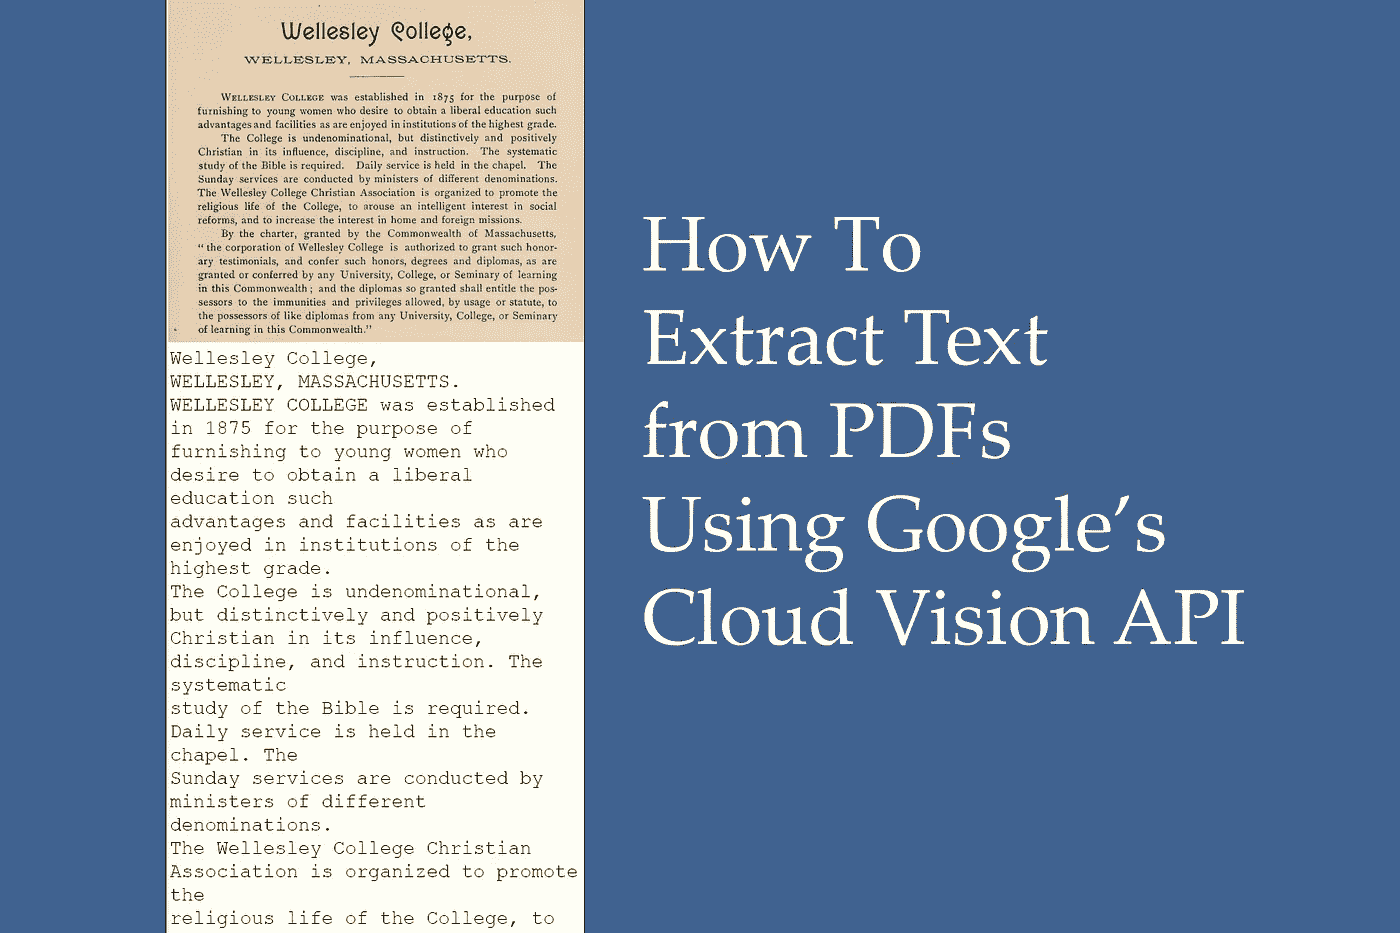 Wellesley College,
WELLESLEY, MASSACHUSETTS.
WELLESLEY COLLEGE was established in 1875 for the purpose of
furnishing to young women who desire to obtain a liberal education such
advantages and facilities as are enjoyed in institutions of the highest grade.
The College is undenominational, but distinctively and positively
Christian in its influence, discipline, and instruction. The systematic
study of the Bible is required. Daily service is held in the chapel. The
Sunday services are conducted by ministers of different denominations.
The Wellesley College Christian Association is organized to promote the
religious life of the College, to arouse an intelligent interest in social
reforms, and to increase the interest in home and foreign missions.
By the charter, granted by the Commonwealth of Massachusetts,
“ the corporation of Wellesley College is authorized to grant such honor-
ary testimonials, and confer such honors, degrees and diplomas, as are
granted or conferred by any University, College, or Seminary of learning
in this Commonwealth ; and the diplomas so granted shall entitle the pos-
sessors to the immunities and privileges allowed, by usage or statute, to
the possessors of like diplomas from any University, College, or Seminary
of learning in this Commonwealth.”
Wellesley College,
WELLESLEY, MASSACHUSETTS.
WELLESLEY COLLEGE was established
in 1875 for the purpose of
furnishing to young women who
desire to obtain a liberal
education such
advantages and facilities as are
enjoyed in institutions of the
highest grade.
The College is undenominational,
but distinctively and positively
Christian in its influence,
discipline, and instruction. The
systematic
study of the Bible is required.
Daily service is held in the
chapel. The
Sunday services are conducted by
ministers of different
denominations.
The Wellesley College Christian
Association is organized to promote
the
religious life of the College, to
How To
Extract Text
from PDFs
Using Google’s
Cloud Vision API